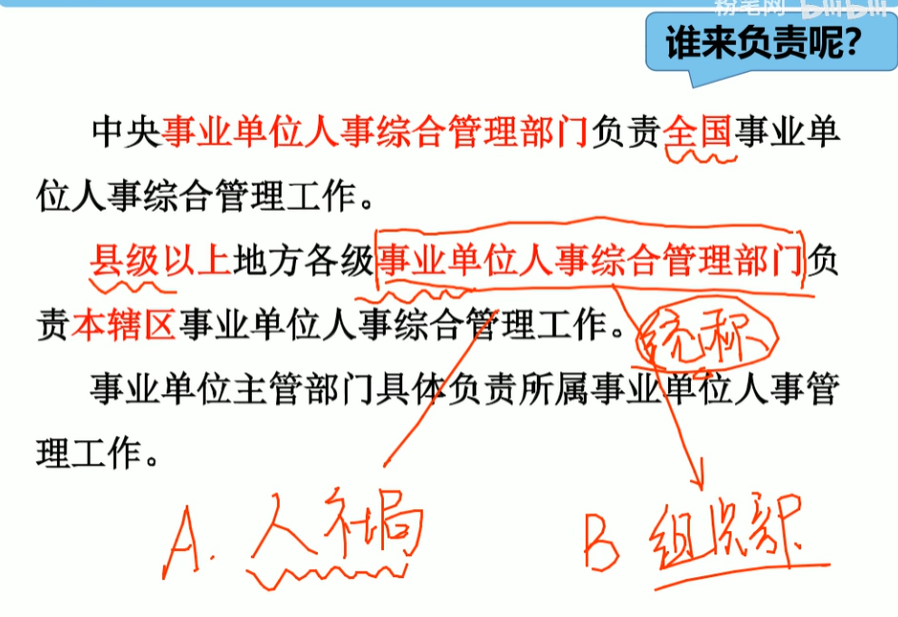 粉笔网 bilibili
谁来负责呢?
中央事业单位人事综合管理部门负责全国事业单
位人事综合管理工作。
县级以上地方各级事业单位人事综合管理部门负
责本辖区事业单位人事综合管理工作。
统称
事业单位主管部门具体负责所属事业单位人事管
理工作。
A. 人社局
B 组织部